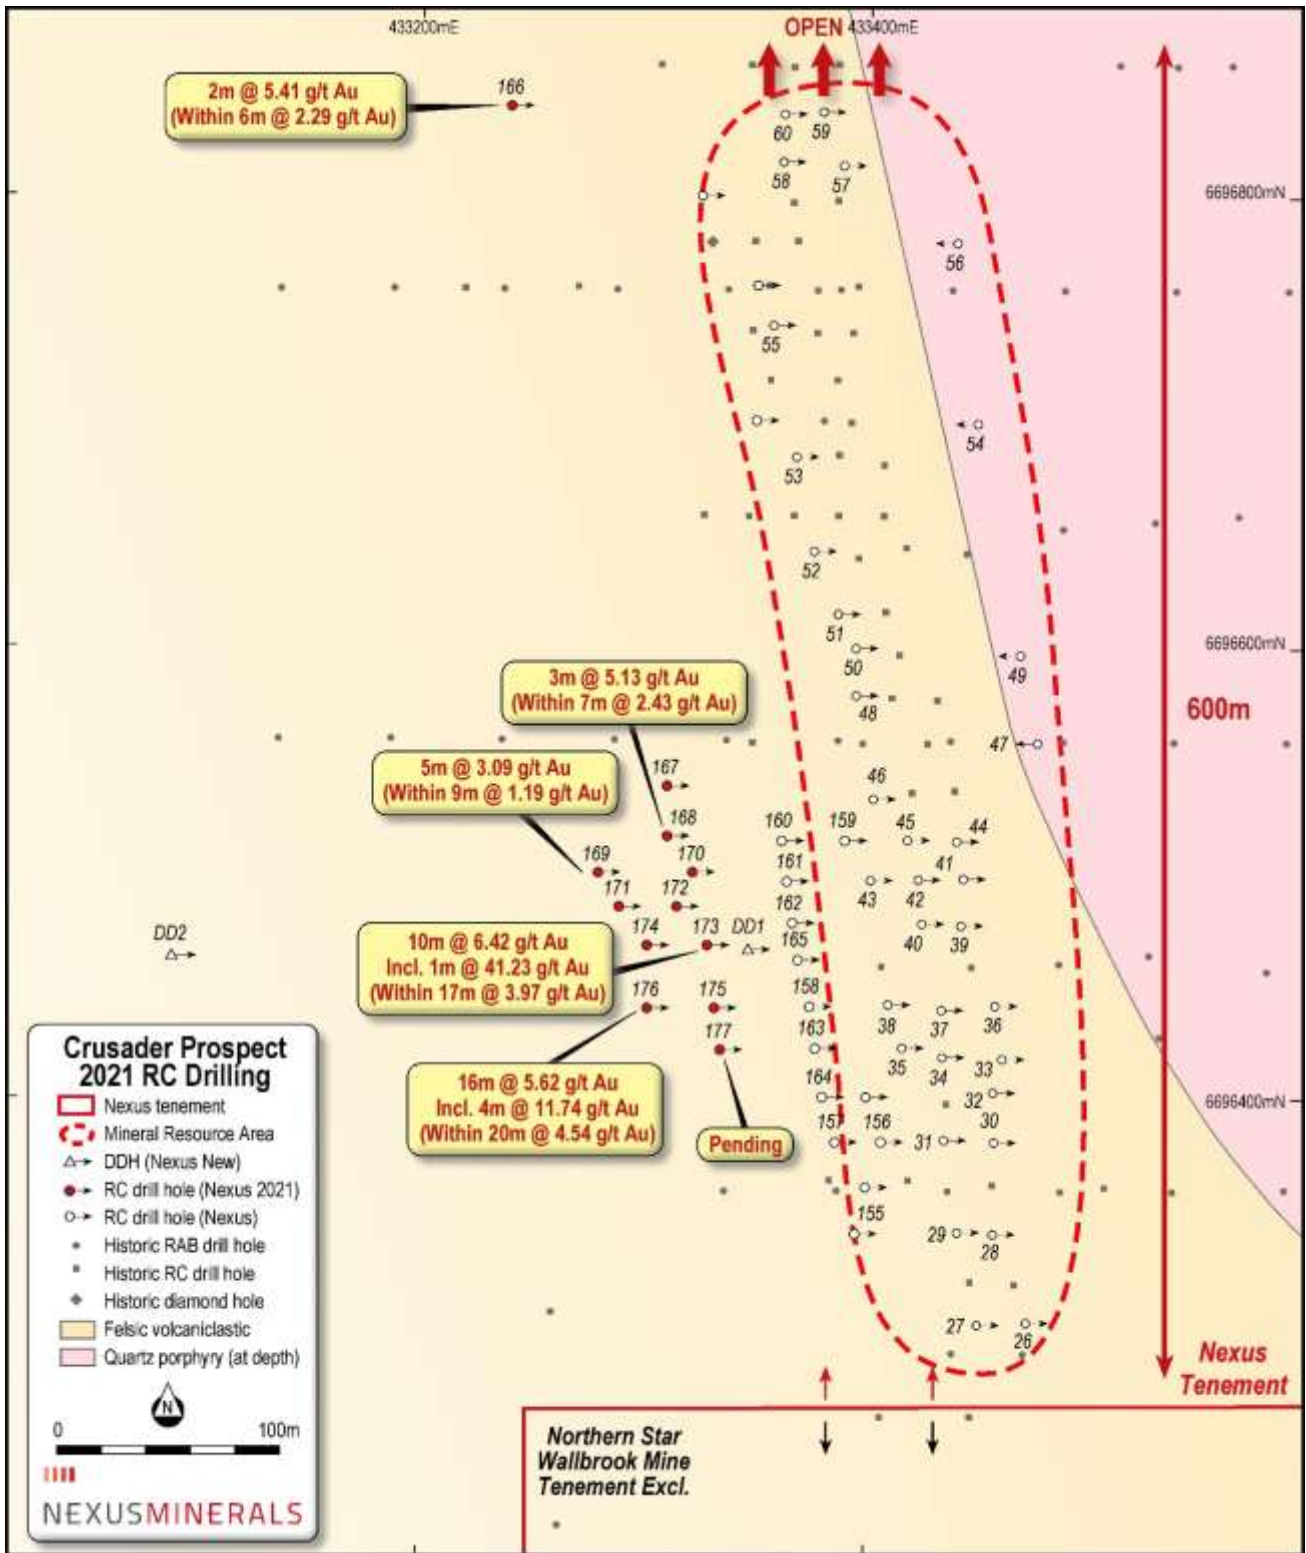 433200mE
OPEN
433400mE
2m @ 5.41 g/t Au
(Within 6m @ 2.29 g/t Au)
166
60
59
58
57
6696800mN
56
55
54
53
52
51
50
6696600mN
49
3m @ 5.13 g/t Au
(Within 7m @ 2.43 g/t Au)
48
600m
47
5m @ 3.09 g/t Au
(Within 9m @ 1.19 g/t Au)
167
46
168
160
159
45
44
169
170
161
41
171
172
162
43
42
DD2
174
173
DD1
165
40
39
10m @ 6.42 g/t Au
Incl. 1m @ 41.23 g/t Au
(Within 17m @ 3.97 g/t Au)
176
175
158
38
37
36
177
163
35
34
33
16m @ 5.62 g/t Au
Incl. 4m @ 11.74 g/t Au
(Within 20m @ 4.54 g/t Au)
164
32
6696400mN
Pending
157
156
31
30
155
29
28
27
26
Crusader Prospect
2021 RC Drilling
Nexus tenement
Mineral Resource Area
DDH (Nexus New)
RC drill hole (Nexus 2021)
RC drill hole (Nexus)
Historic RAB drill hole
Historic RC drill hole
Historic diamond hole
Felsic volcaniclastic
Quartz porphyry (at depth)
N
0
100m
NEXUSMINERALS
Nexus
Tenement
Northern Star
Wallbrook Mine
Tenement Excl.